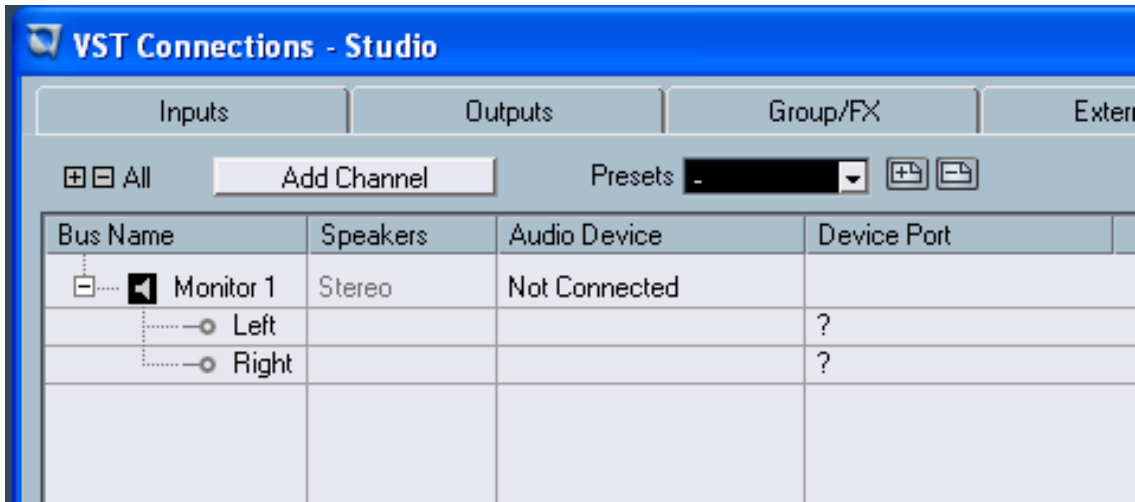 VST Connections - Studio
Inputs Outputs Group/FX Extern
All Add Channel Presets -
Bus Name Speakers Audio Device Device Port
Monitor 1 Stereo Not Connected
Left ?
Right ?